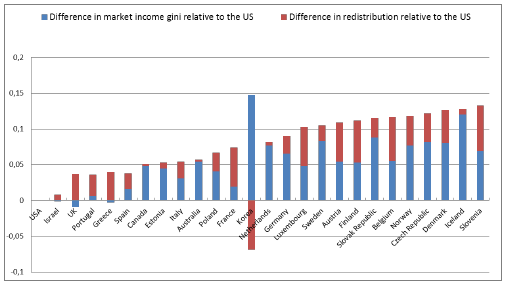 Difference in market income gini relative to the US
Difference in redistribution relative to the US
0,2
0,15
0,1
0,05
0
-0,05
-0,1
USA
Israel
UK
Portugal
Greece
Spain
Canada
Estonia
Italy
Australia
Poland
France
Korea
Netherlands
Germany
Luxembourg
Sweden
Austria
Finland
Slovak Republic
Belgium
Norway
Czech Republic
Denmark
Iceland
Slovenia